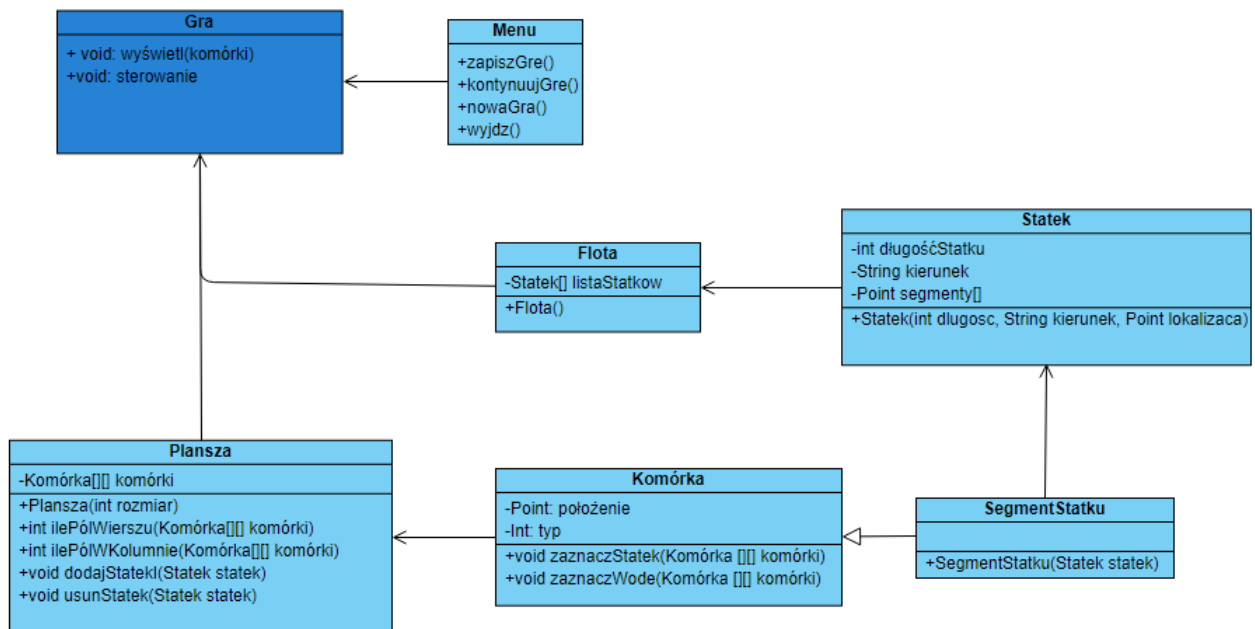 Gra
+ void: wyświetl(komórki)
+void: sterowanie
Menu
+zapiszGre()
+kontynuujGre()
+nowaGra()
+wyjdz()
Flota
-Statek[] listaStatkow
+Flota()
Statek
-int długośćStatku
-String kierunek
-Point segmenty[]
+Statek(int dlugosc, String kierunek, Point lokalizaca)
Plansza
-Komórka[][] komórki
+Plansza(int rozmiar)
+int ilePólWierszu(Komórka[][] komórki)
+int ilePólWKolumnie(Komórka[][] komórki)
+void dodajStatekl(Statek statek)
+void usunStatek(Statek statek)
Komórka
-Point: położenie
-Int: typ
+void zaznaczStatek(Komórka [][] komórki)
+void zaznaczWode(Komórka [][] komórki)
SegmentStatku
+SegmentStatku(Statek statek)